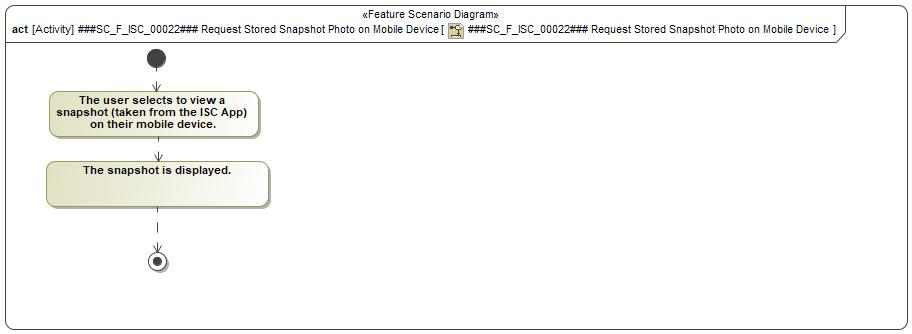 «Feature Scenario Diagram»
act [Activity] ###SC_F_ISC_00022### Request Stored Snapshot Photo on Mobile Device [ ###SC_F_ISC_00022### Request Stored Snapshot Photo on Mobile Device ]
The user selects to view a
snapshot (taken from the ISC App)
on their mobile device.
The snapshot is displayed.